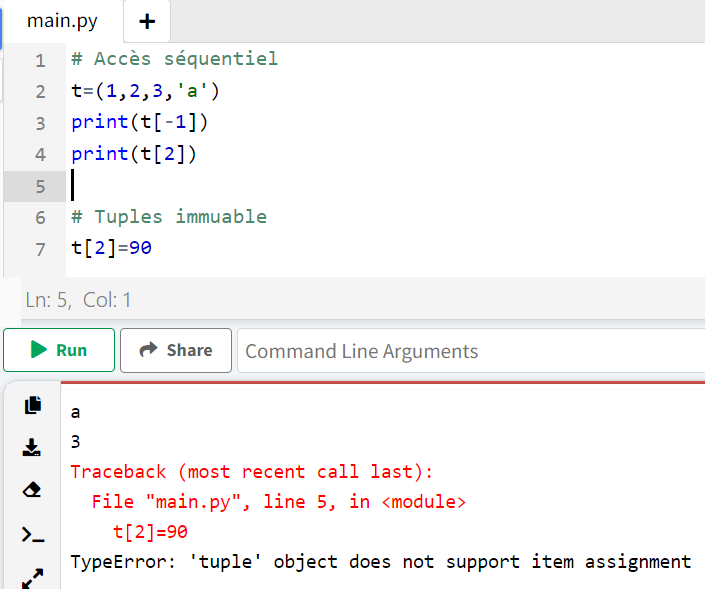 main.py
+
1 # Accès séquentiel
2 t=(1,2,3,'a')
3 print(t[-1])
4 print(t[2])
5
6 # Tuples immuable
7 t[2]=90
Ln: 5, Col: 1
Run Share Command Line Arguments
a
3
Traceback (most recent call last):
  File "main.py", line 5, in <module>
    t[2]=90
TypeError: 'tuple' object does not support item assignment